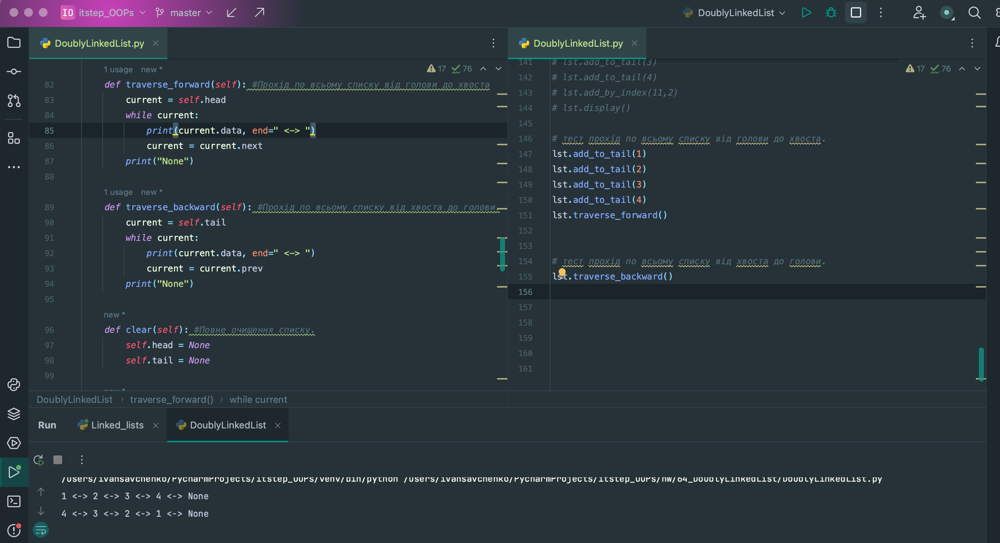 IO itstep_OOPs master DoublyLinkedList
DoublyLinkedList.py
1 usage new *
17 76
82 def traverse_forward(self): #Прохід по всьому списку від голови до хвоста
83 current = self.head
84 while current:
85 print(current.data, end=" <-> ")
86 current = current.next
87 print("None")
88
1 usage new *
89 def traverse_backward(self): #Прохід по всьому списку від хвоста до голови.
90 current = self.tail
91 while current:
92 print(current.data, end=" <-> ")
93 current = current.prev
94 print("None")
95
new *
96 def clear(self): #Повне очищення списку.
97 self.head = None
98 self.tail = None
99
new *
DoublyLinkedList › traverse_forward() › while current
DoublyLinkedList.py
17 76
141 # lst.add_to_tail(3)
142 # lst.add_to_tail(4)
143 # lst.add_by_index(11,2)
144 # lst.display()
145
146 # тест прохід по всьому списку від голови до хвоста.
147 lst.add_to_tail(1)
148 lst.add_to_tail(2)
149 lst.add_to_tail(3)
150 lst.add_to_tail(4)
151 lst.traverse_forward()
152
153
154 # тест прохід по всьому списку від хвоста до голови.
155 lst.traverse_backward()
156
157
158
159
160
161
Run Linked_lists DoublyLinkedList
/Users/ivansavchenko/PycharmProjects/itstep_OOPs/venv/bin/python /Users/ivansavchenko/PycharmProjects/itstep_OOPs/hw/64_DoublyLinkedList/DoublyLinkedList.py
1 <-> 2 <-> 3 <-> 4 <-> None
4 <-> 3 <-> 2 <-> 1 <-> None